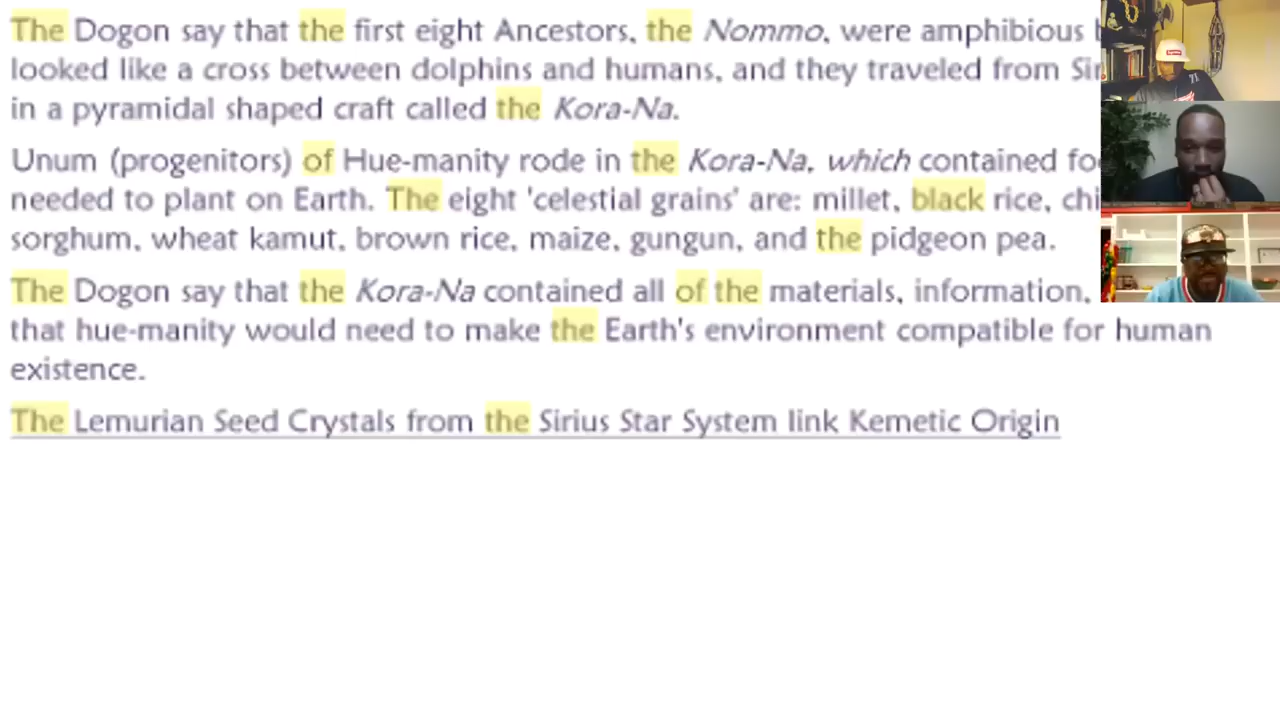 The Dogon say that the first eight Ancestors, the Nommo, were amphibious
looked like a cross between dolphins and humans, and they traveled from
in a pyramidal shaped craft called the Kora-Na.
Unum (progenitors) of Hue-manity rode in the Kora-Na, which contained
needed to plant on Earth. The eight 'celestial grains' are: millet, black rice,
sorghum, wheat kamut, brown rice, maize, gungun, and the pidgeon pea.
The Dogon say that the Kora-Na contained all of the materials, information,
that hue-manity would need to make the Earth's environment compatible for human
existence.
The Lemurian Seed Crystals from the Sirius Star System link Kemetic Origin